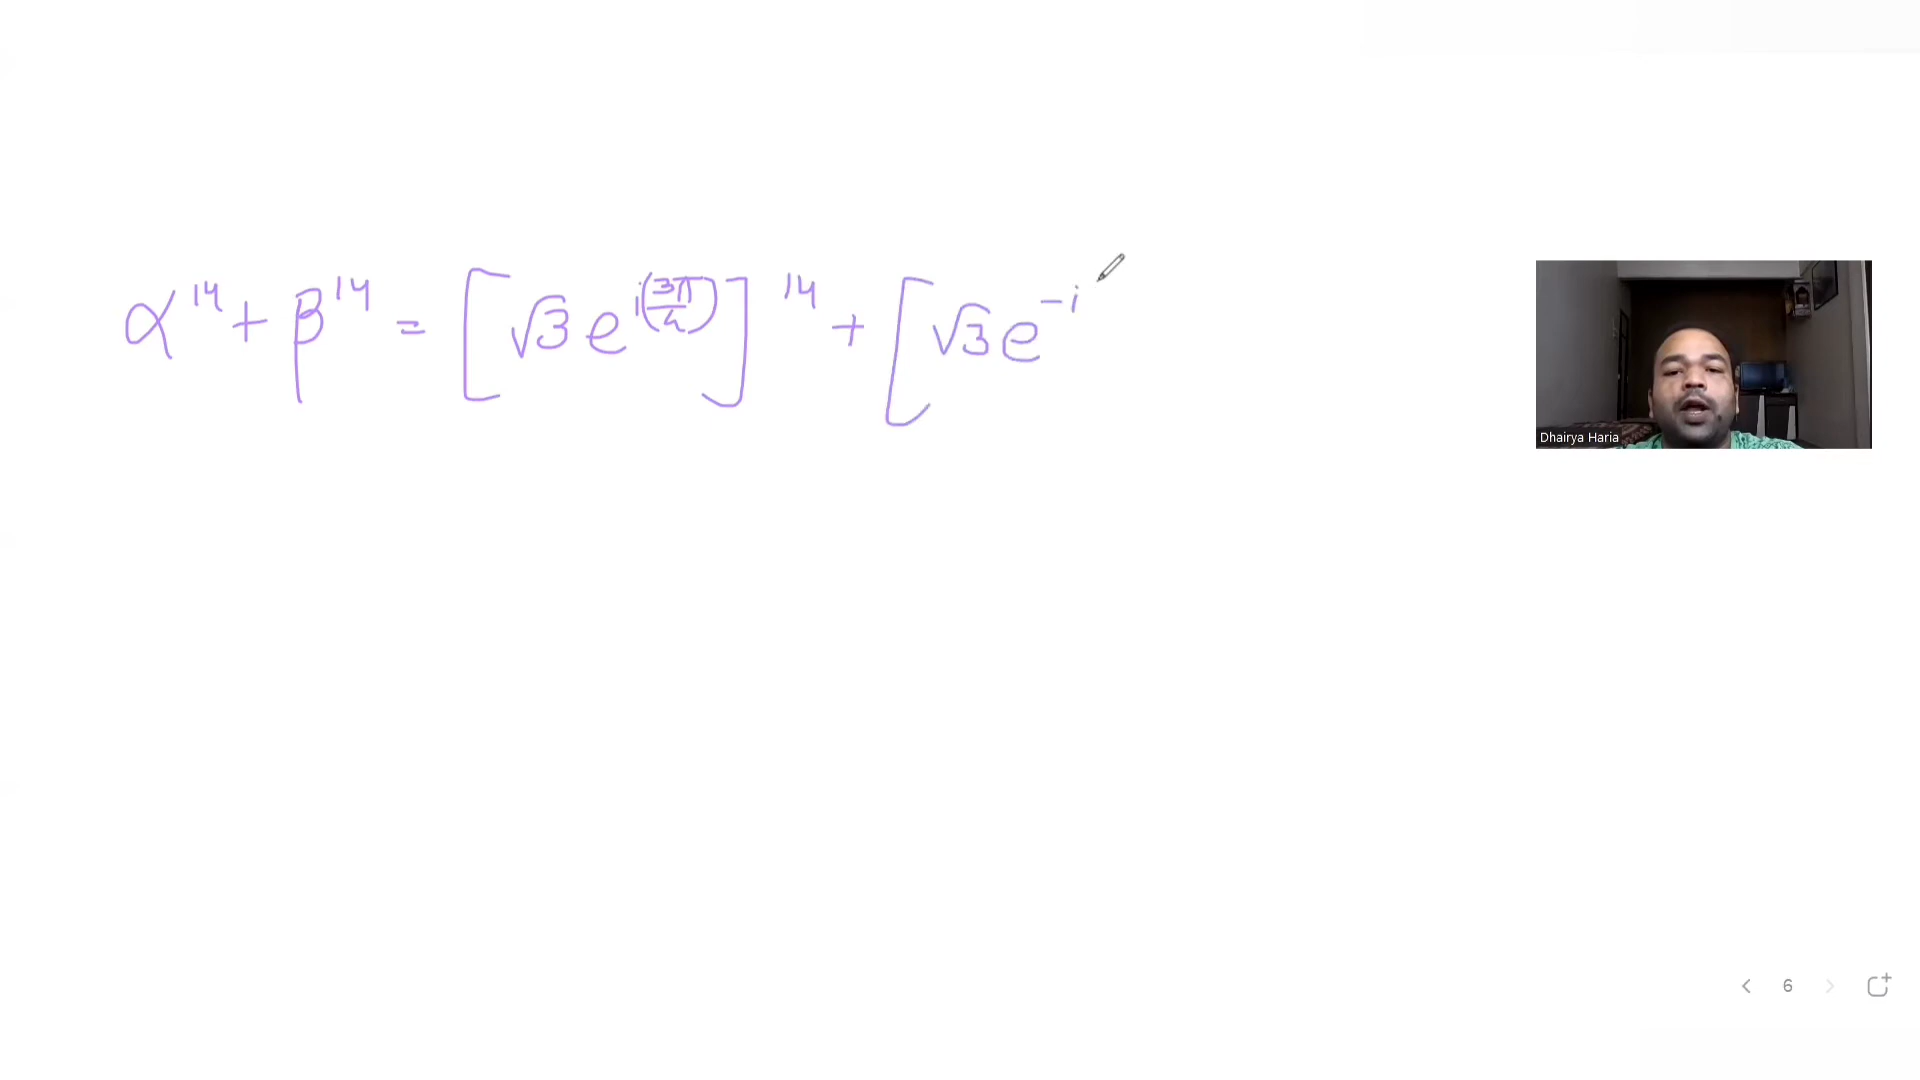 α¹⁴ + β¹⁴ = [√3 e^{i(3π/4)}]¹⁴ + [√3 e^{-i
Dhairya Haria
6